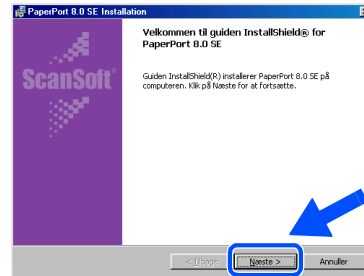 PaperPort 8.0 SE Installation
ScanSoft®
Velkommen til guiden InstallShield® for
PaperPort 8.0 SE
Guiden InstallShield(R) installerer PaperPort 8.0 SE på
computeren. Klik på Næste for at fortsætte.
< Tilbage
Næste >
Annuller